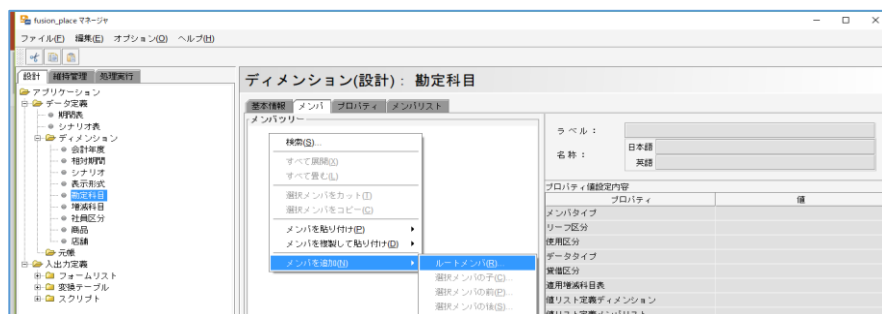 fusion_place マネージャ
ファイル(F) 編集(E) オプション(O) ヘルプ(H)
設計 維持管理 処理実行
アプリケーション
データ定義
期間表
シナリオ表
ディメンション
会計年度
相対期間
シナリオ
表示形式
勘定科目
増減科目
社員区分
商品
店舗
元帳
入出力定義
フォームリスト
変換テーブル
スクリプト
ディメンション(設計): 勘定科目
基本情報 メンバ プロパティ メンバリスト
メンバツリー
検索(S)...
すべて展開(X)
すべて畳む(L)
選択メンバをカット(T)
選択メンバをコピー(C)
メンバを貼り付け(P)
メンバを複製して貼り付け(D)
メンバを追加(N)
ルートメンバ(R)...
選択メンバの子(C)...
選択メンバの前(P)...
選択メンバの後(S)...
ラベル:
名称: 日本語
英語
プロパティ値設定内容
プロパティ 値
メンバタイプ
リーフ区分
使用区分
データタイプ
貸借区分
適用増減科目表
値リスト定義ディメンション
値リスト定義メンバリスト